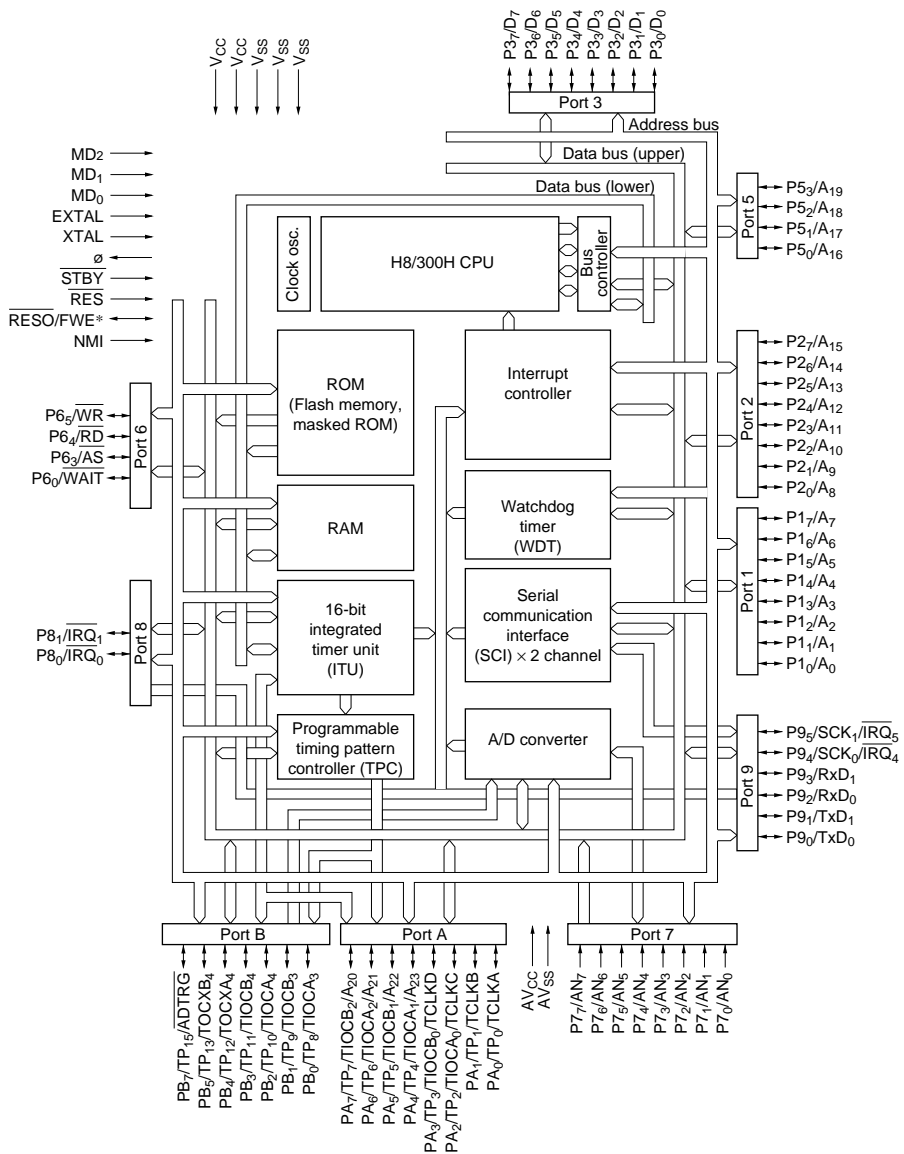 VCC
VCC
VSS
VSS
VSS
P37/D7
P36/D6
P35/D5
P34/D4
P33/D3
P32/D2
P31/D1
P30/D0
Port 3
Address bus
Data bus (upper)
Data bus (lower)
MD2
MD1
MD0
EXTAL
XTAL
ø
STBY
RES
RESO/FWE*
NMI
Clock osc.
H8/300H CPU
Bus
controller
Port 5
P53/A19
P52/A18
P51/A17
P50/A16
ROM
(Flash memory,
masked ROM)
Interrupt
controller
Port 2
P27/A15
P26/A14
P25/A13
P24/A12
P23/A11
P22/A10
P21/A9
P20/A8
P65/WR
P64/RD
P63/AS
P60/WAIT
Port 6
RAM
Watchdog
timer
(WDT)
Port 1
P17/A7
P16/A6
P15/A5
P14/A4
P13/A3
P12/A2
P11/A1
P10/A0
P81/IRQ1
P80/IRQ0
Port 8
16-bit
integrated
timer unit
(ITU)
Serial
communication
interface
(SCI) × 2 channel
Programmable
timing pattern
controller (TPC)
A/D converter
Port 9
P95/SCK1/IRQ5
P94/SCK0/IRQ4
P93/RxD1
P92/RxD0
P91/TxD1
P90/TxD0
Port B
Port A
Port 7
PB7/TP15/ADTRG
PB5/TP13/TOCXB4
PB4/TP12/TOCXA4
PB3/TP11/TIOCB4
PB2/TP10/TIOCA4
PB1/TP9/TIOCB3
PB0/TP8/TIOCA3
PA7/TP7/TIOCB2/A20
PA6/TP6/TIOCA2/A21
PA5/TP5/TIOCB1/A22
PA4/TP4/TIOCA1/A23
PA3/TP3/TIOCB0/TCLKD
PA2/TP2/TIOCA0/TCLKC
PA1/TP1/TCLKB
PA0/TP0/TCLKA
AVCC
AVSS
P77/AN7
P76/AN6
P75/AN5
P74/AN4
P73/AN3
P72/AN2
P71/AN1
P70/AN0